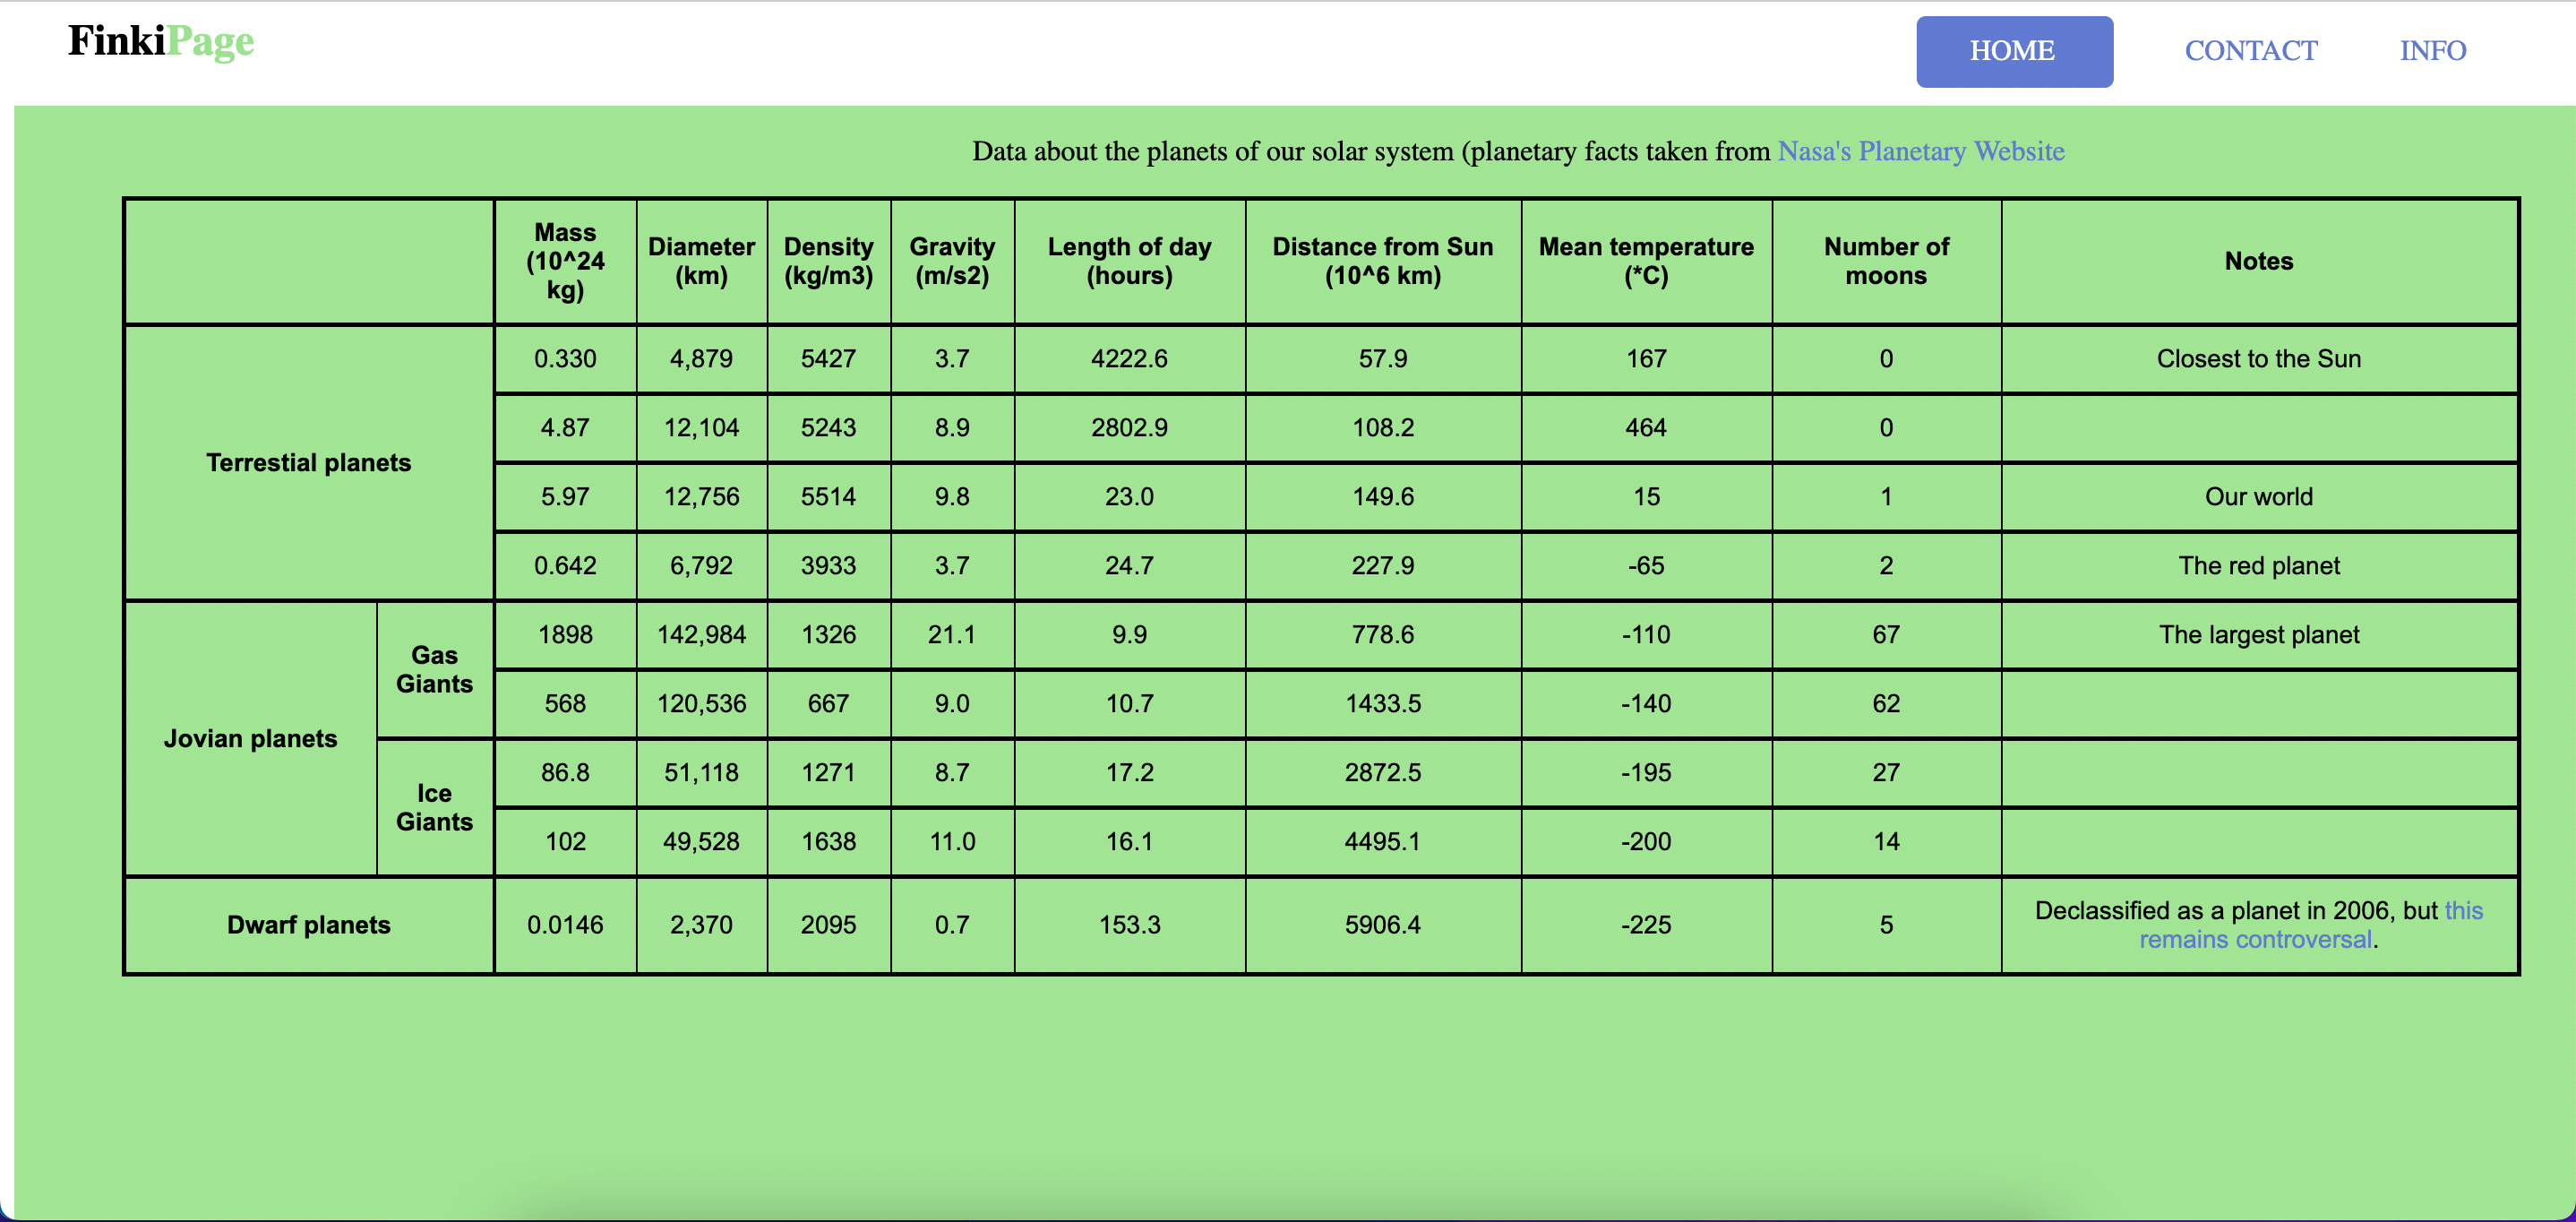 FinkiPage
HOME CONTACT INFO
Data about the planets of our solar system (planetary facts taken from Nasa's Planetary Website
Mass (10^24 kg) Diameter (km) Density (kg/m3) Gravity (m/s2) Length of day (hours) Distance from Sun (10^6 km) Mean temperature (*C) Number of moons Notes
Terrestial planets
0.330 4,879 5427 3.7 4222.6 57.9 167 0 Closest to the Sun
4.87 12,104 5243 8.9 2802.9 108.2 464 0
5.97 12,756 5514 9.8 23.0 149.6 15 1 Our world
0.642 6,792 3933 3.7 24.7 227.9 -65 2 The red planet
Jovian planets
Gas Giants
1898 142,984 1326 21.1 9.9 778.6 -110 67 The largest planet
568 120,536 667 9.0 10.7 1433.5 -140 62
Ice Giants
86.8 51,118 1271 8.7 17.2 2872.5 -195 27
102 49,528 1638 11.0 16.1 4495.1 -200 14
Dwarf planets 0.0146 2,370 2095 0.7 153.3 5906.4 -225 5 Declassified as a planet in 2006, but this remains controversal.